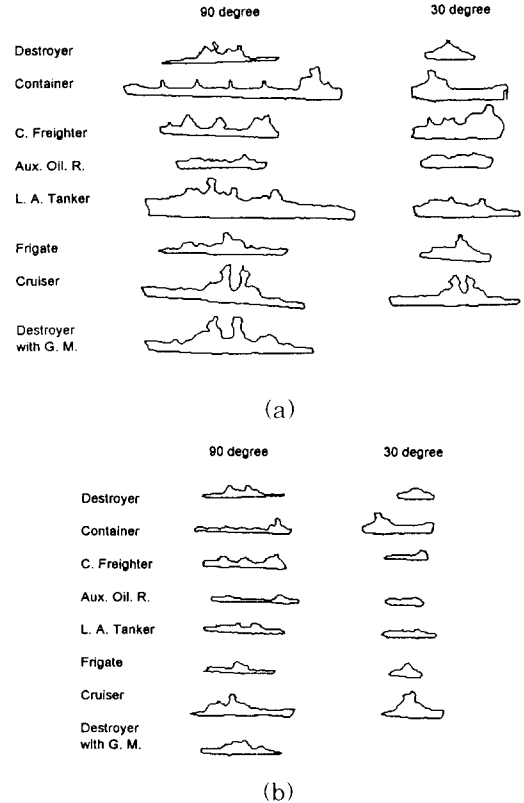 90 degree 30 degree
Destroyer
Container
C. Freighter
Aux. Oil. R.
L. A. Tanker
Frigate
Cruiser
Destroyer
with G. M.
(a)
90 degree 30 degree
Destroyer
Container
C. Freighter
Aux. Oil. R.
L. A. Tanker
Frigate
Cruiser
Destroyer
with G. M.
(b)